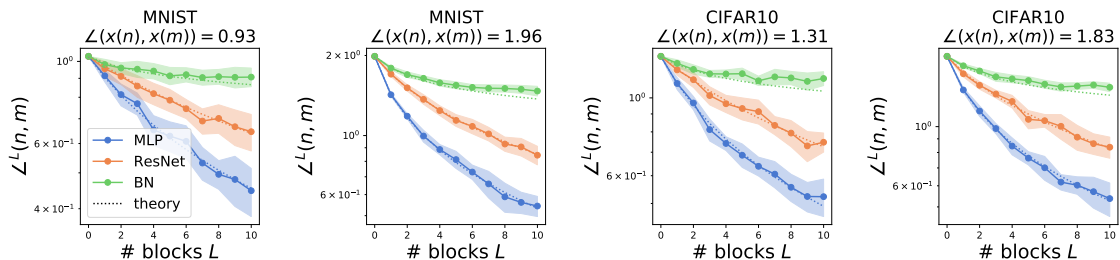 MNIST
∠(x(n), x(m)) = 0.93
∠ᴸ(n, m)
10⁰
6 × 10⁻¹
4 × 10⁻¹
MLP
ResNet
BN
theory
0 2 4 6 8 10
# blocks L
MNIST
∠(x(n), x(m)) = 1.96
∠ᴸ(n, m)
2 × 10⁰
10⁰
6 × 10⁻¹
0 2 4 6 8 10
# blocks L
CIFAR10
∠(x(n), x(m)) = 1.31
∠ᴸ(n, m)
10⁰
6 × 10⁻¹
0 2 4 6 8 10
# blocks L
CIFAR10
∠(x(n), x(m)) = 1.83
∠ᴸ(n, m)
10⁰
6 × 10⁻¹
0 2 4 6 8 10
# blocks L